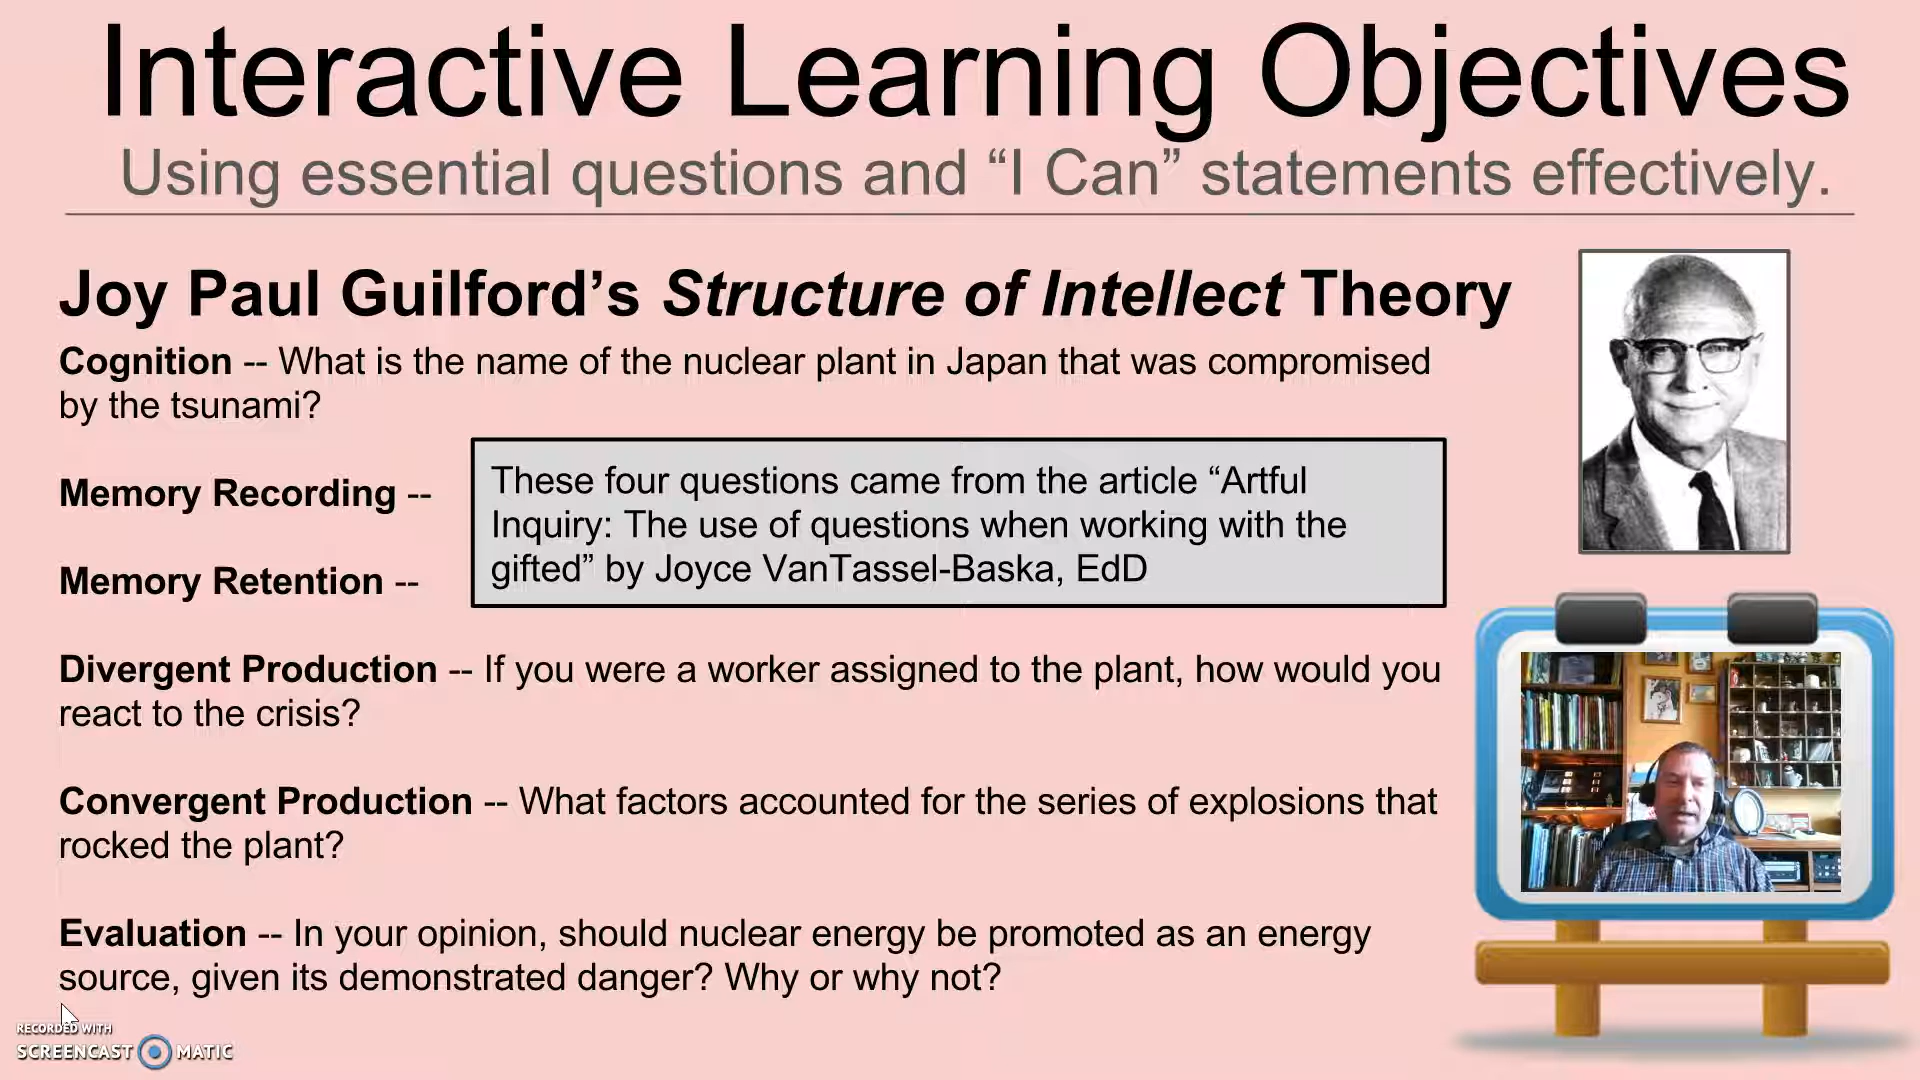 Interactive Learning Objectives
Using essential questions and “I Can” statements effectively.
Joy Paul Guilford’s Structure of Intellect Theory
Cognition -- What is the name of the nuclear plant in Japan that was compromised
by the tsunami?
Memory Recording --
Memory Retention --
These four questions came from the article “Artful
Inquiry: The use of questions when working with the
gifted” by Joyce VanTassel-Baska, EdD
Divergent Production -- If you were a worker assigned to the plant, how would you
react to the crisis?
Convergent Production -- What factors accounted for the series of explosions that
rocked the plant?
Evaluation -- In your opinion, should nuclear energy be promoted as an energy
source, given its demonstrated danger? Why or why not?
RECORDED WITH
SCREENCAST MATIC